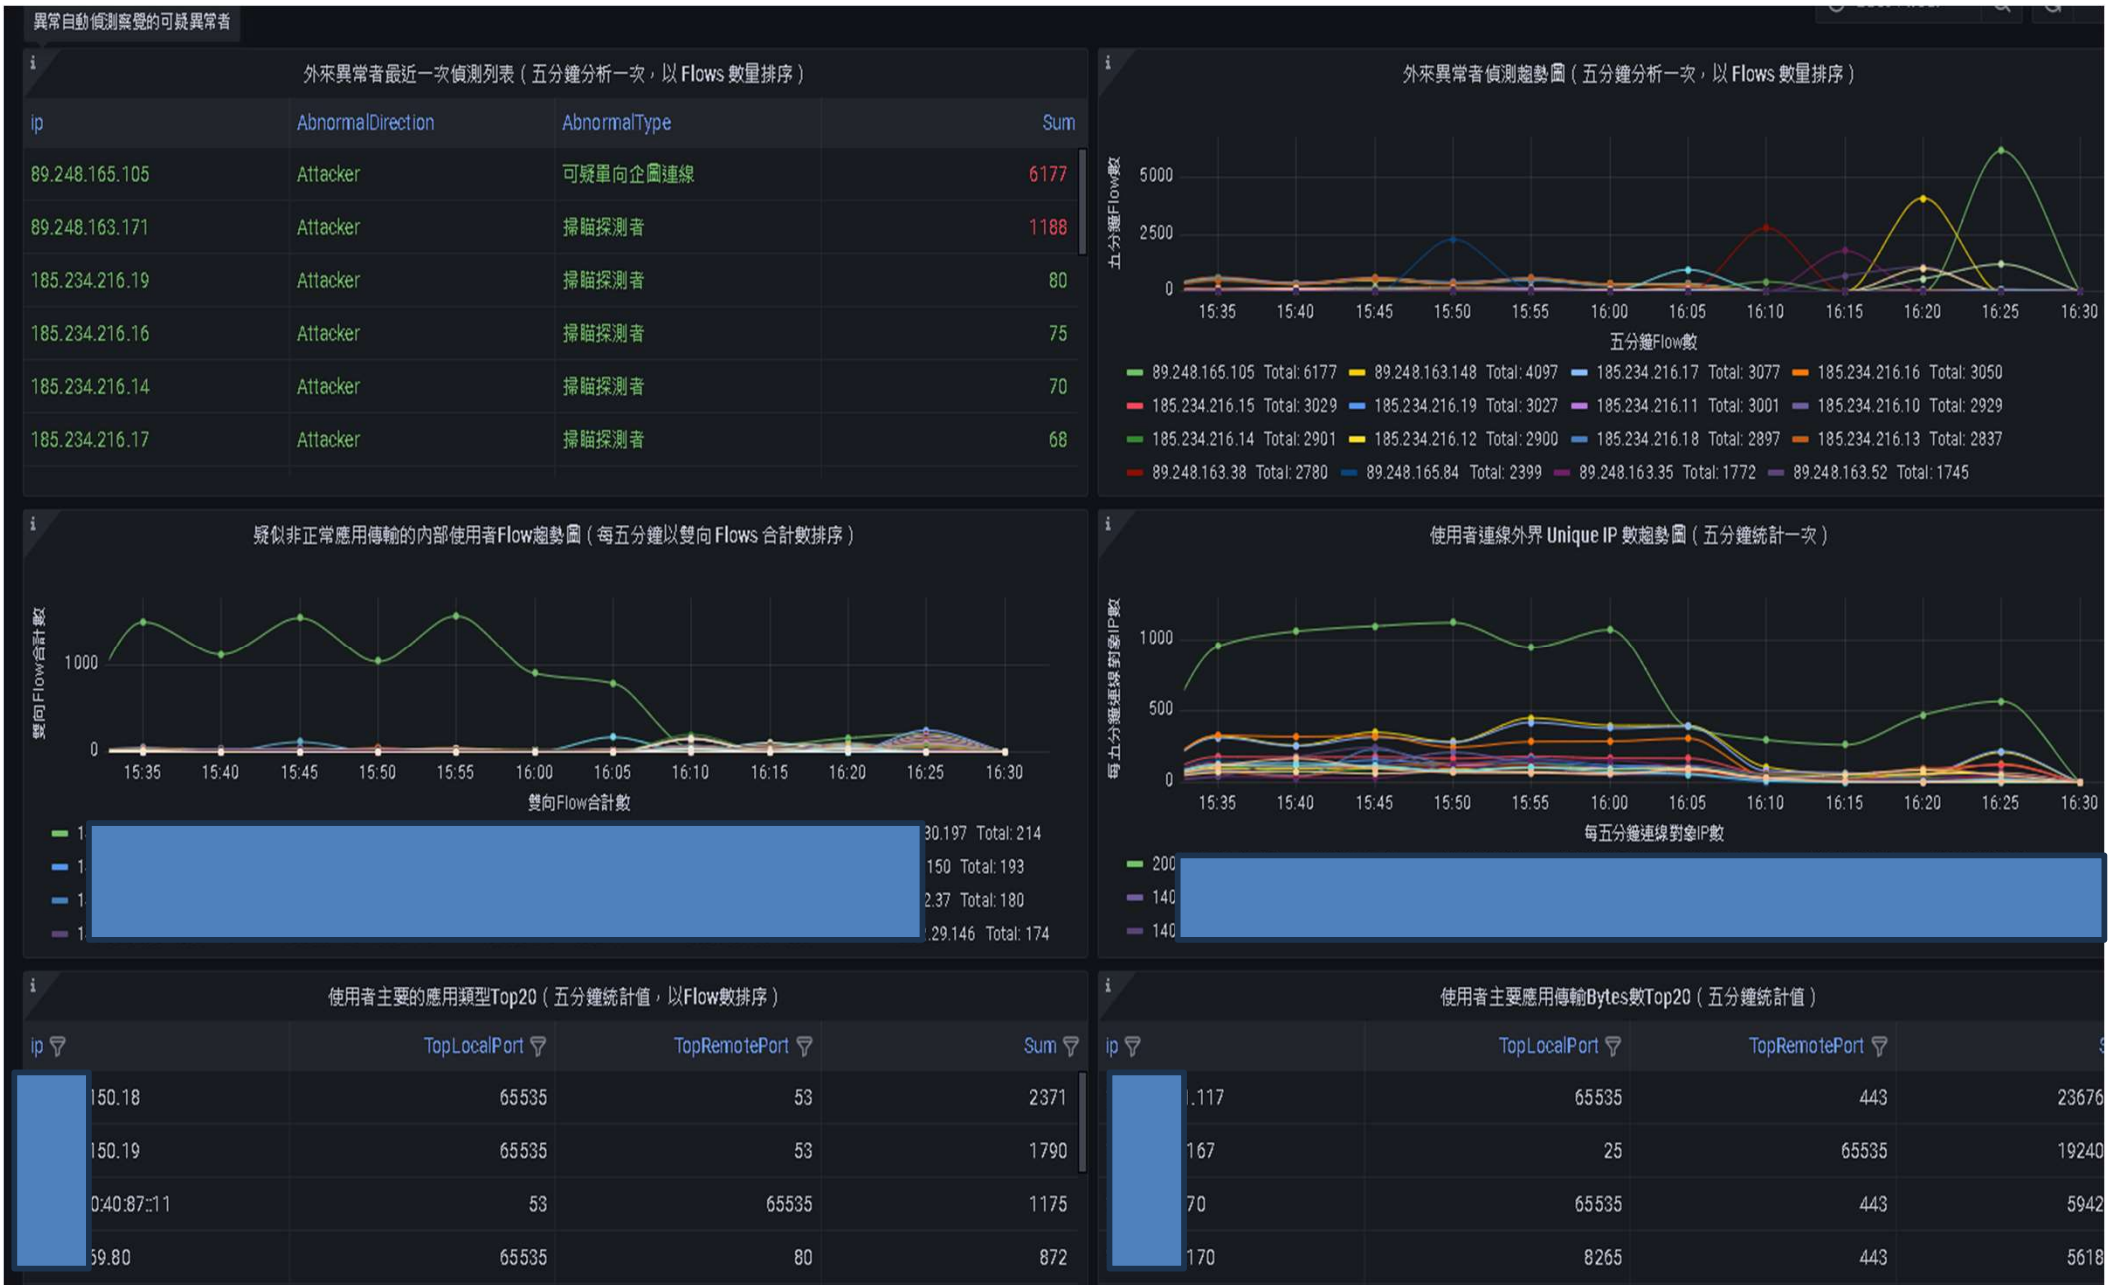 異常自動偵測察覺的可疑異常者
外來異常者最近一次偵測列表（五分鐘分析一次，以 Flows 數量排序）
ip AbnormalDirection AbnormalType Sum
89.248.165.105 Attacker 可疑單向企圖連線 6177
89.248.163.171 Attacker 掃瞄探測者 1188
185.234.216.19 Attacker 掃瞄探測者 80
185.234.216.16 Attacker 掃瞄探測者 75
185.234.216.14 Attacker 掃瞄探測者 70
185.234.216.17 Attacker 掃瞄探測者 68
外來異常者偵測趨勢圖（五分鐘分析一次，以 Flows 數量排序）
五分鐘Flow數
5000
2500
0
15:35 15:40 15:45 15:50 15:55 16:00 16:05 16:10 16:15 16:20 16:25 16:30
五分鐘Flow數
89.248.165.105 Total: 6177 89.248.163.148 Total: 4097 185.234.216.17 Total: 3077 185.234.216.16 Total: 3050
185.234.216.15 Total: 3029 185.234.216.19 Total: 3027 185.234.216.11 Total: 3001 185.234.216.10 Total: 2929
185.234.216.14 Total: 2901 185.234.216.12 Total: 2900 185.234.216.18 Total: 2897 185.234.216.13 Total: 2837
89.248.163.38 Total: 2780 89.248.165.84 Total: 2399 89.248.163.35 Total: 1772 89.248.163.52 Total: 1745
疑似非正常應用傳輸的內部使用者Flow趨勢圖（每五分鐘以雙向 Flows 合計數排序）
雙向Flow合計數
1000
0
15:35 15:40 15:45 15:50 15:55 16:00 16:05 16:10 16:15 16:20 16:25 16:30
雙向Flow合計數
1 30.197 Total: 214
1 150 Total: 193
1 2.37 Total: 180
1 .29.146 Total: 174
使用者連線外界 Unique IP 數趨勢圖（五分鐘統計一次）
每五分鐘連線對象IP數
1000
500
0
15:35 15:40 15:45 15:50 15:55 16:00 16:05 16:10 16:15 16:20 16:25 16:30
每五分鐘連線對象IP數
200
140
140
使用者主要的應用類型Top20（五分鐘統計值，以Flow數排序）
ip TopLocalPort TopRemotePort Sum
150.18 65535 53 2371
150.19 65535 53 1790
0:40:87::11 53 65535 1175
59.80 65535 80 872
使用者主要應用傳輸Bytes數Top20（五分鐘統計值）
ip TopLocalPort TopRemotePort
.117 65535 443 23676
167 25 65535 19240
70 65535 443 5942
170 8265 443 5618